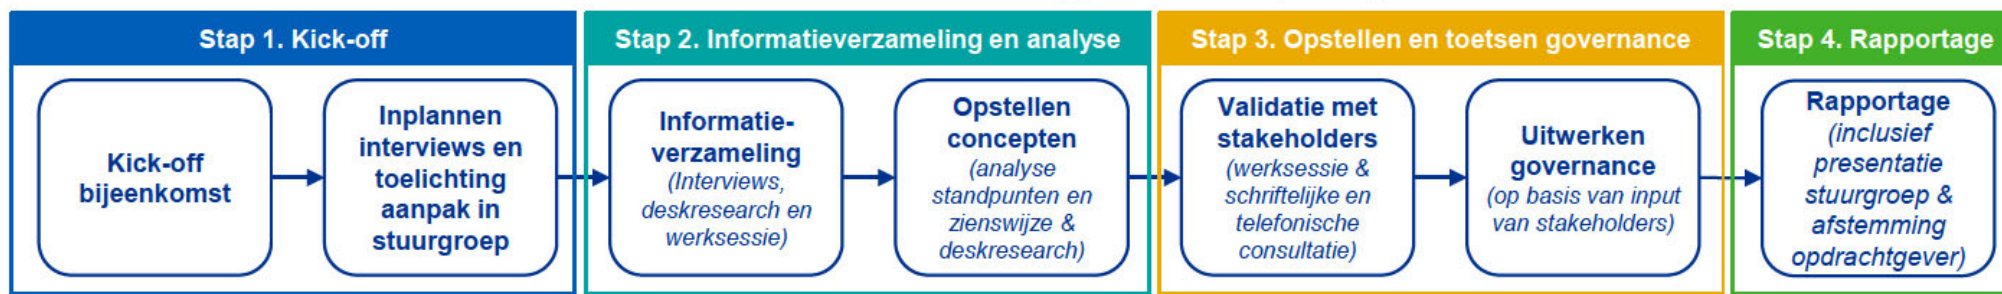 Stap 1. Kick-off
Kick-off
bijeenkomst
Inplannen
interviews en
toelichting
aanpak in
stuurgroep
Stap 2. Informatieverzameling en analyse
Informatie-
verzameling
(Interviews,
deskresearch en
werksessie)
Opstellen
concepten
(analyse
standpunten en
zienswijze &
deskresearch)
Stap 3. Opstellen en toetsen governance
Validatie met
stakeholders
(werksessie &
schriftelijke en
telefonische
consultatie)
Uitwerken
governance
(op basis van input
van stakeholders)
Stap 4. Rapportage
Rapportage
(inclusief
presentatie
stuurgroep &
afstemming
opdrachtgever)